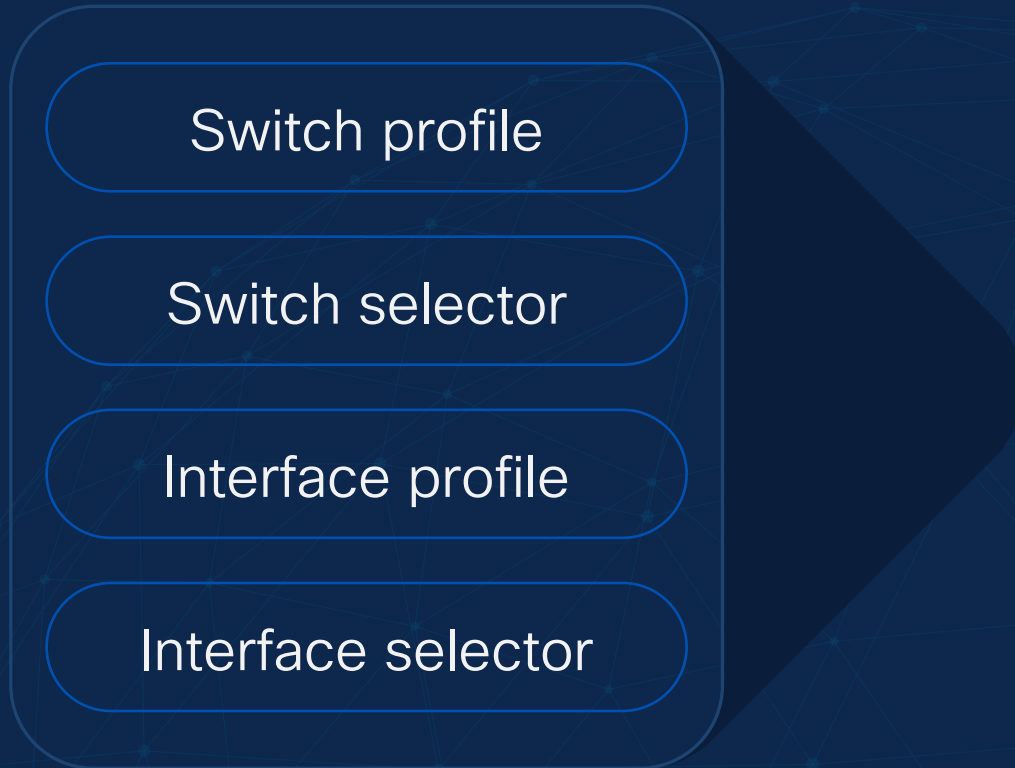 Switch profile
Switch selector
Interface profile
Interface selector